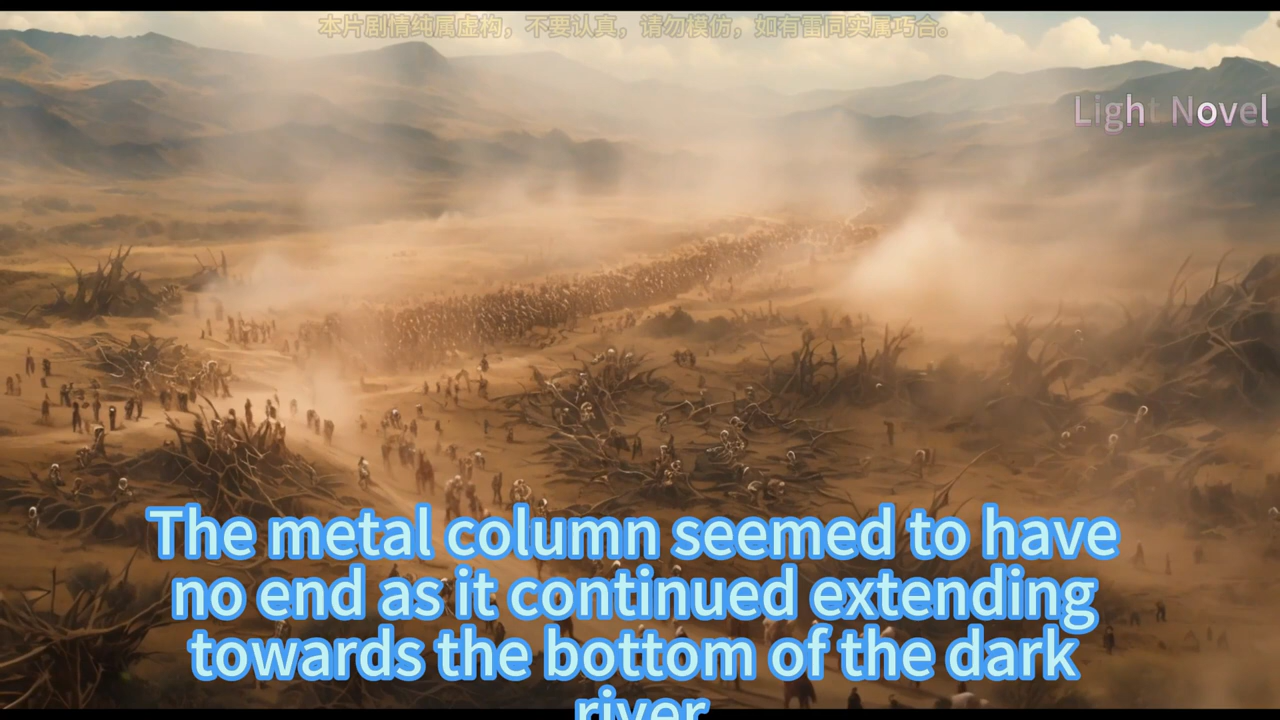 本片剧情纯属虚构，不要认真，请勿模仿，如有雷同实属巧合。
Light Novel
The metal column seemed to have
no end as it continued extending
towards the bottom of the dark
river